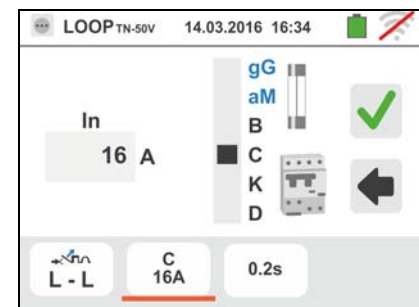 LOOP TN-50V 14.03.2016 16:34
gG
aM
B
C
K
D
In
16 A
L - L
C
16A
0.2s